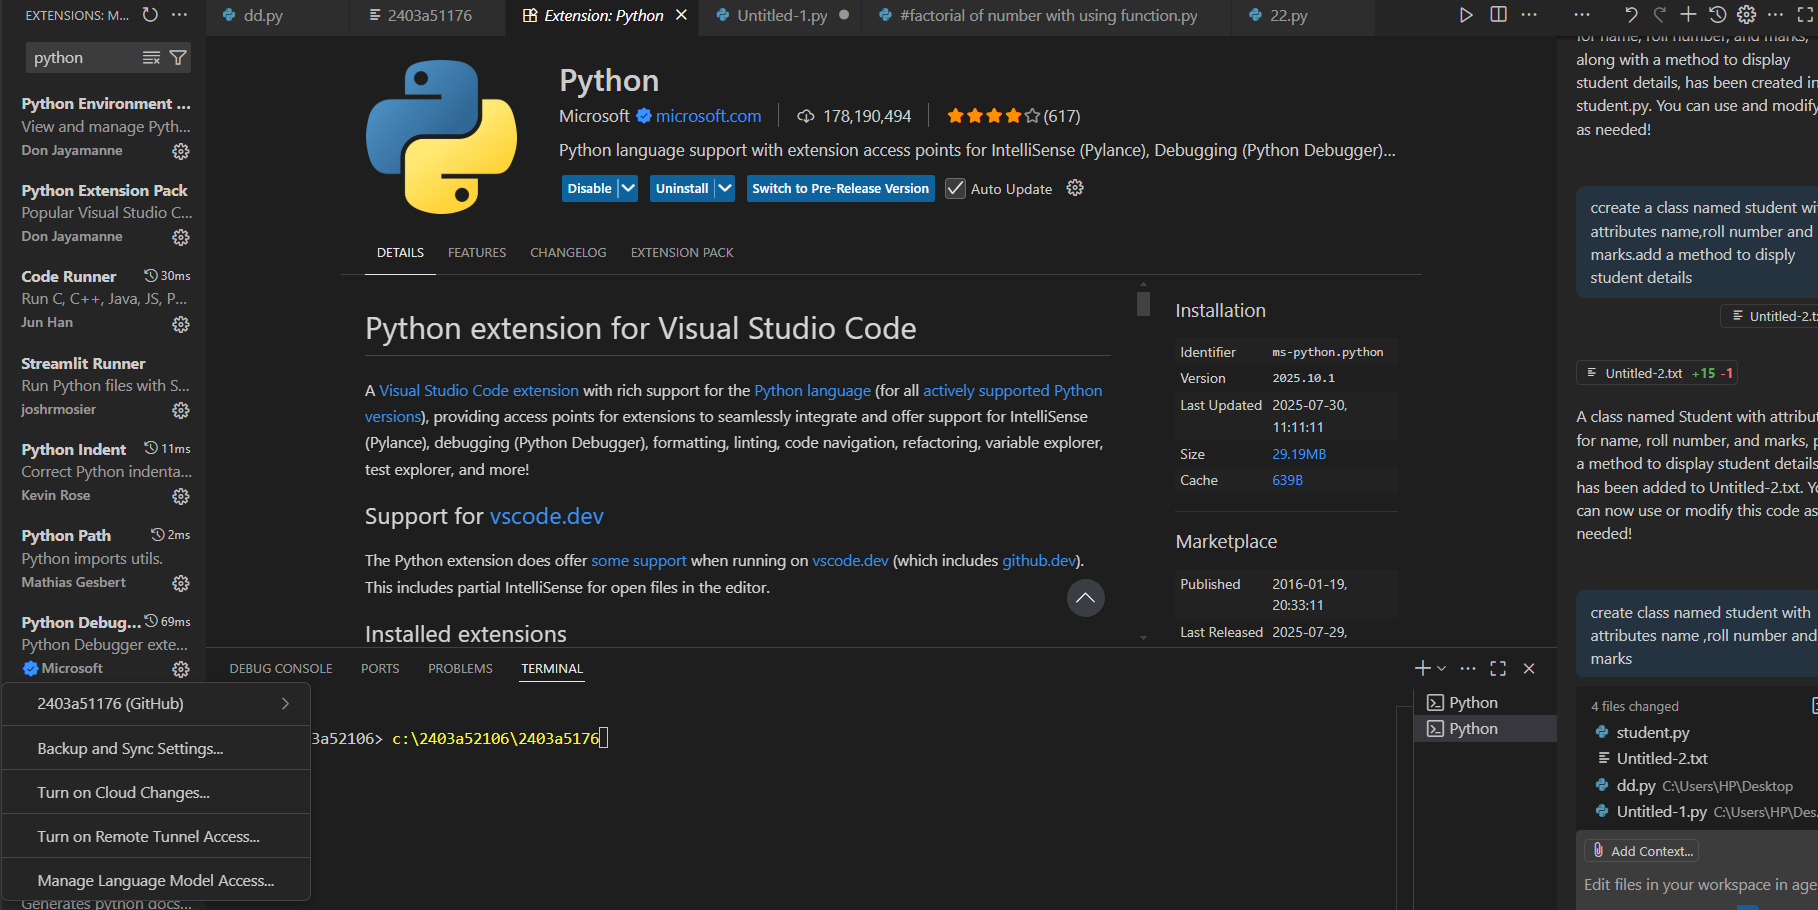 EXTENSIONS: M...
dd.py
2403a51176
Extension: Python
Untitled-1.py
#factorial of number with using function.py
22.py
python
Python Environment ...
View and manage Pyth...
Don Jayamanne
Python Extension Pack
Popular Visual Studio C...
Don Jayamanne
Code Runner 30ms
Run C, C++, Java, JS, P...
Jun Han
Streamlit Runner
Run Python files with S...
joshrmosier
Python Indent 11ms
Correct Python indenta...
Kevin Rose
Python Path 2ms
Python imports utils.
Mathias Gesbert
Python Debug... 69ms
Python Debugger exte...
Microsoft
2403a51176 (GitHub)
Backup and Sync Settings...
Turn on Cloud Changes...
Turn on Remote Tunnel Access...
Manage Language Model Access...
Generates python docs...
Python
Microsoft microsoft.com 178,190,494 (617)
Python language support with extension access points for IntelliSense (Pylance), Debugging (Python Debugger)...
Disable Uninstall Switch to Pre-Release Version Auto Update
DETAILS FEATURES CHANGELOG EXTENSION PACK
Python extension for Visual Studio Code
A Visual Studio Code extension with rich support for the Python language (for all actively supported Python
versions), providing access points for extensions to seamlessly integrate and offer support for IntelliSense
(Pylance), debugging (Python Debugger), formatting, linting, code navigation, refactoring, variable explorer,
test explorer, and more!
Support for vscode.dev
The Python extension does offer some support when running on vscode.dev (which includes github.dev).
This includes partial IntelliSense for open files in the editor.
Installed extensions
Installation
Identifier ms-python.python
Version 2025.10.1
Last Updated 2025-07-30,
11:11:11
Size 29.19MB
Cache 639B
Marketplace
Published 2016-01-19,
20:33:11
Last Released 2025-07-29,
DEBUG CONSOLE PORTS PROBLEMS TERMINAL
3a52106> c:\2403a52106\2403a5176
Python
Python
for name, roll number, and marks,
along with a method to display
student details, has been created in
student.py. You can use and modify
as needed!
ccreate a class named student wi
attributes name,roll number and
marks.add a method to disply
student details
Untitled-2.t
Untitled-2.txt +15 -1
A class named Student with attribut
for name, roll number, and marks, p
a method to display student details
has been added to Untitled-2.txt. Yo
can now use or modify this code as
needed!
create class named student with
attributes name ,roll number and
marks
4 files changed
student.py
Untitled-2.txt
dd.py C:\Users\HP\Desktop
Untitled-1.py C:\Users\HP\Des.
Add Context...
Edit files in your workspace in age